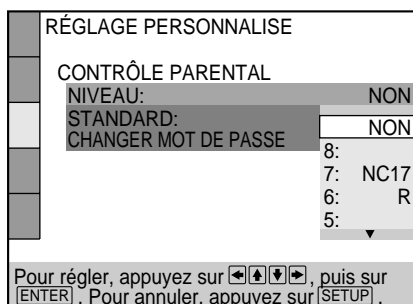 RÉGLAGE PERSONNALISE
CONTRÔLE PARENTAL
NIVEAU: NON
STANDARD:
CHANGER MOT DE PASSE
NON
8:
7: NC17
6: R
5:
Pour régler, appuyez sur ←↑↓→, puis sur
ENTER. Pour annuler, appuyez sur SETUP.